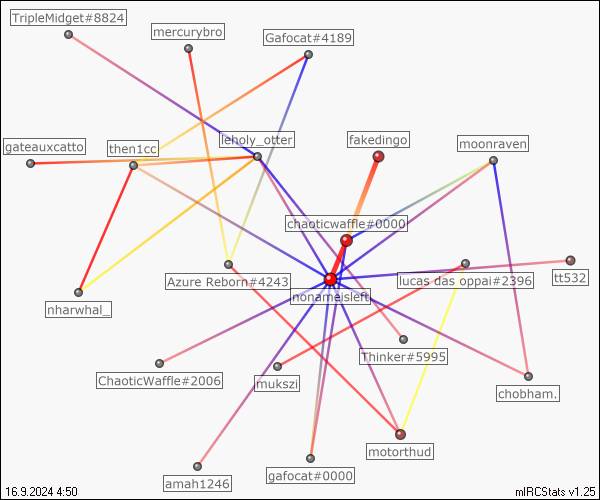 TripleMidget#8824
mercurybro
Gafocat#4189
gateauxcatto
then1cc
leholy_otter
fakedingo
moonraven
chaoticwaffle#0000
Azure Reborn#4243
lucas das oppai#2396
tt532
nharwhal_
nonameisleft
Thinker#5995
ChaoticWaffle#2006
mukszi
chobham.
motorthud
amah1246
gafocat#0000
16.9.2024 4:50
mIRCStats v1.25